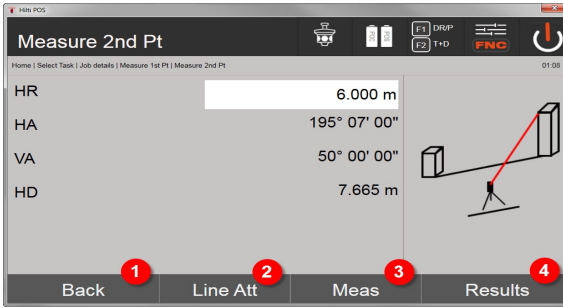 Hilti POS
Measure 2nd Pt
POC
POS
F1 DR/P
F2 T+D
FNC
Home | Select Task | Job details | Measure 1st Pt | Measure 2nd Pt
01:08
HR 6.000 m
HA 195° 07' 00"
VA 50° 00' 00"
HD 7.665 m
1 2 3 4
Back Line Att Meas Results